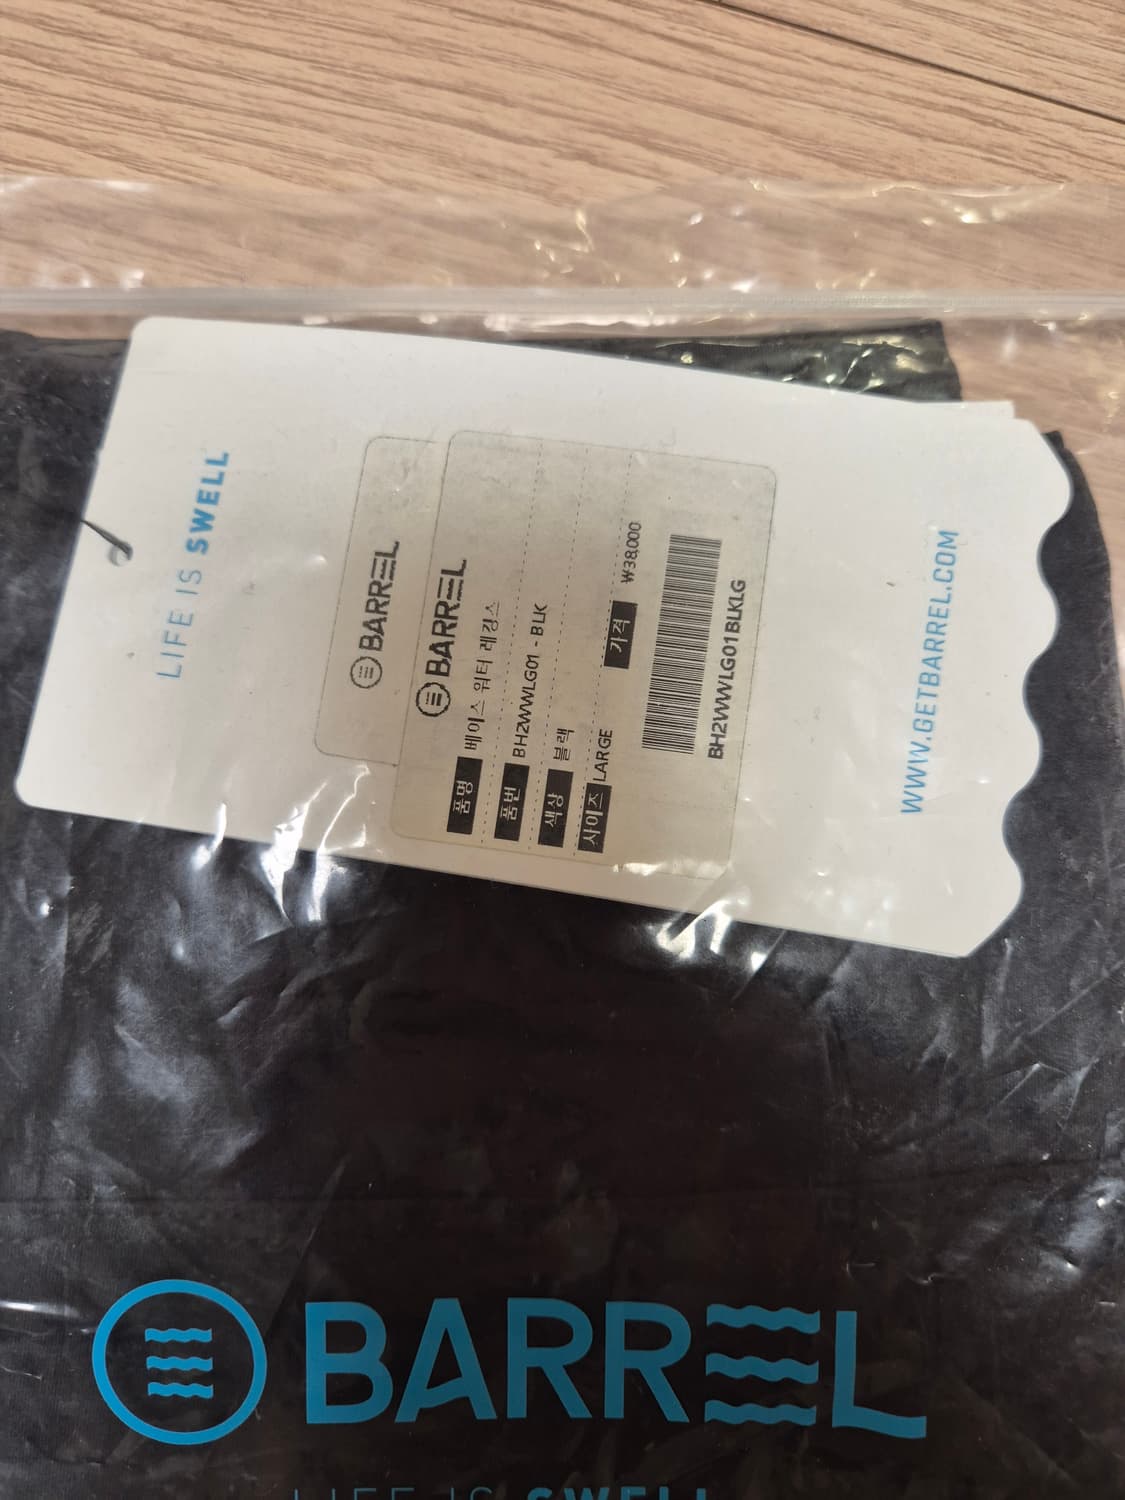 LIFE IS SWELL
BARREL
BARREL
품명 베이스 워터 레깅스
품번 BH2WWLG01 - BLK
색상 블랙
사이즈 LARGE 가격 ₩38,000
BH2WWLG01BLKLG
WWW.GETBARREL.COM
BARREL
LIFE IS SWELL